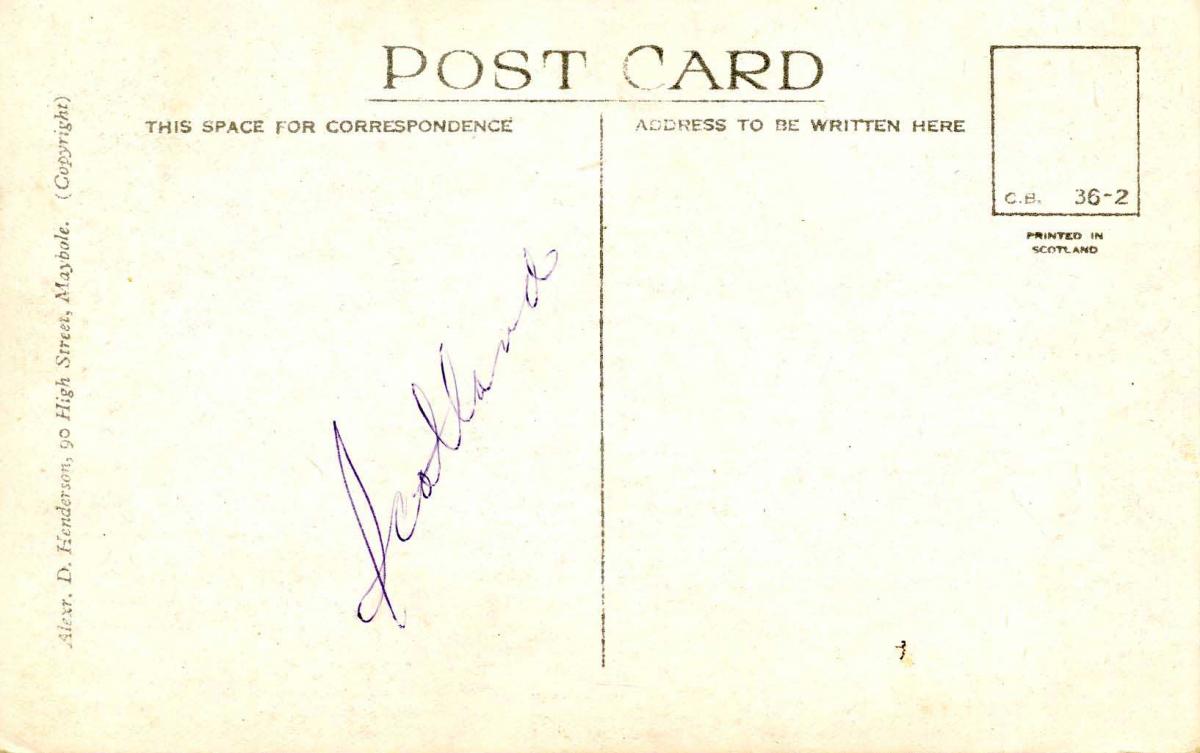 POST CARD
THIS SPACE FOR CORRESPONDENCE
ADDRESS TO BE WRITTEN HERE
C.B. 36-2
PRINTED IN
SCOTLAND
Scotland
Alexr. D. Henderson, 90 High Street, Maybole. (Copyright)